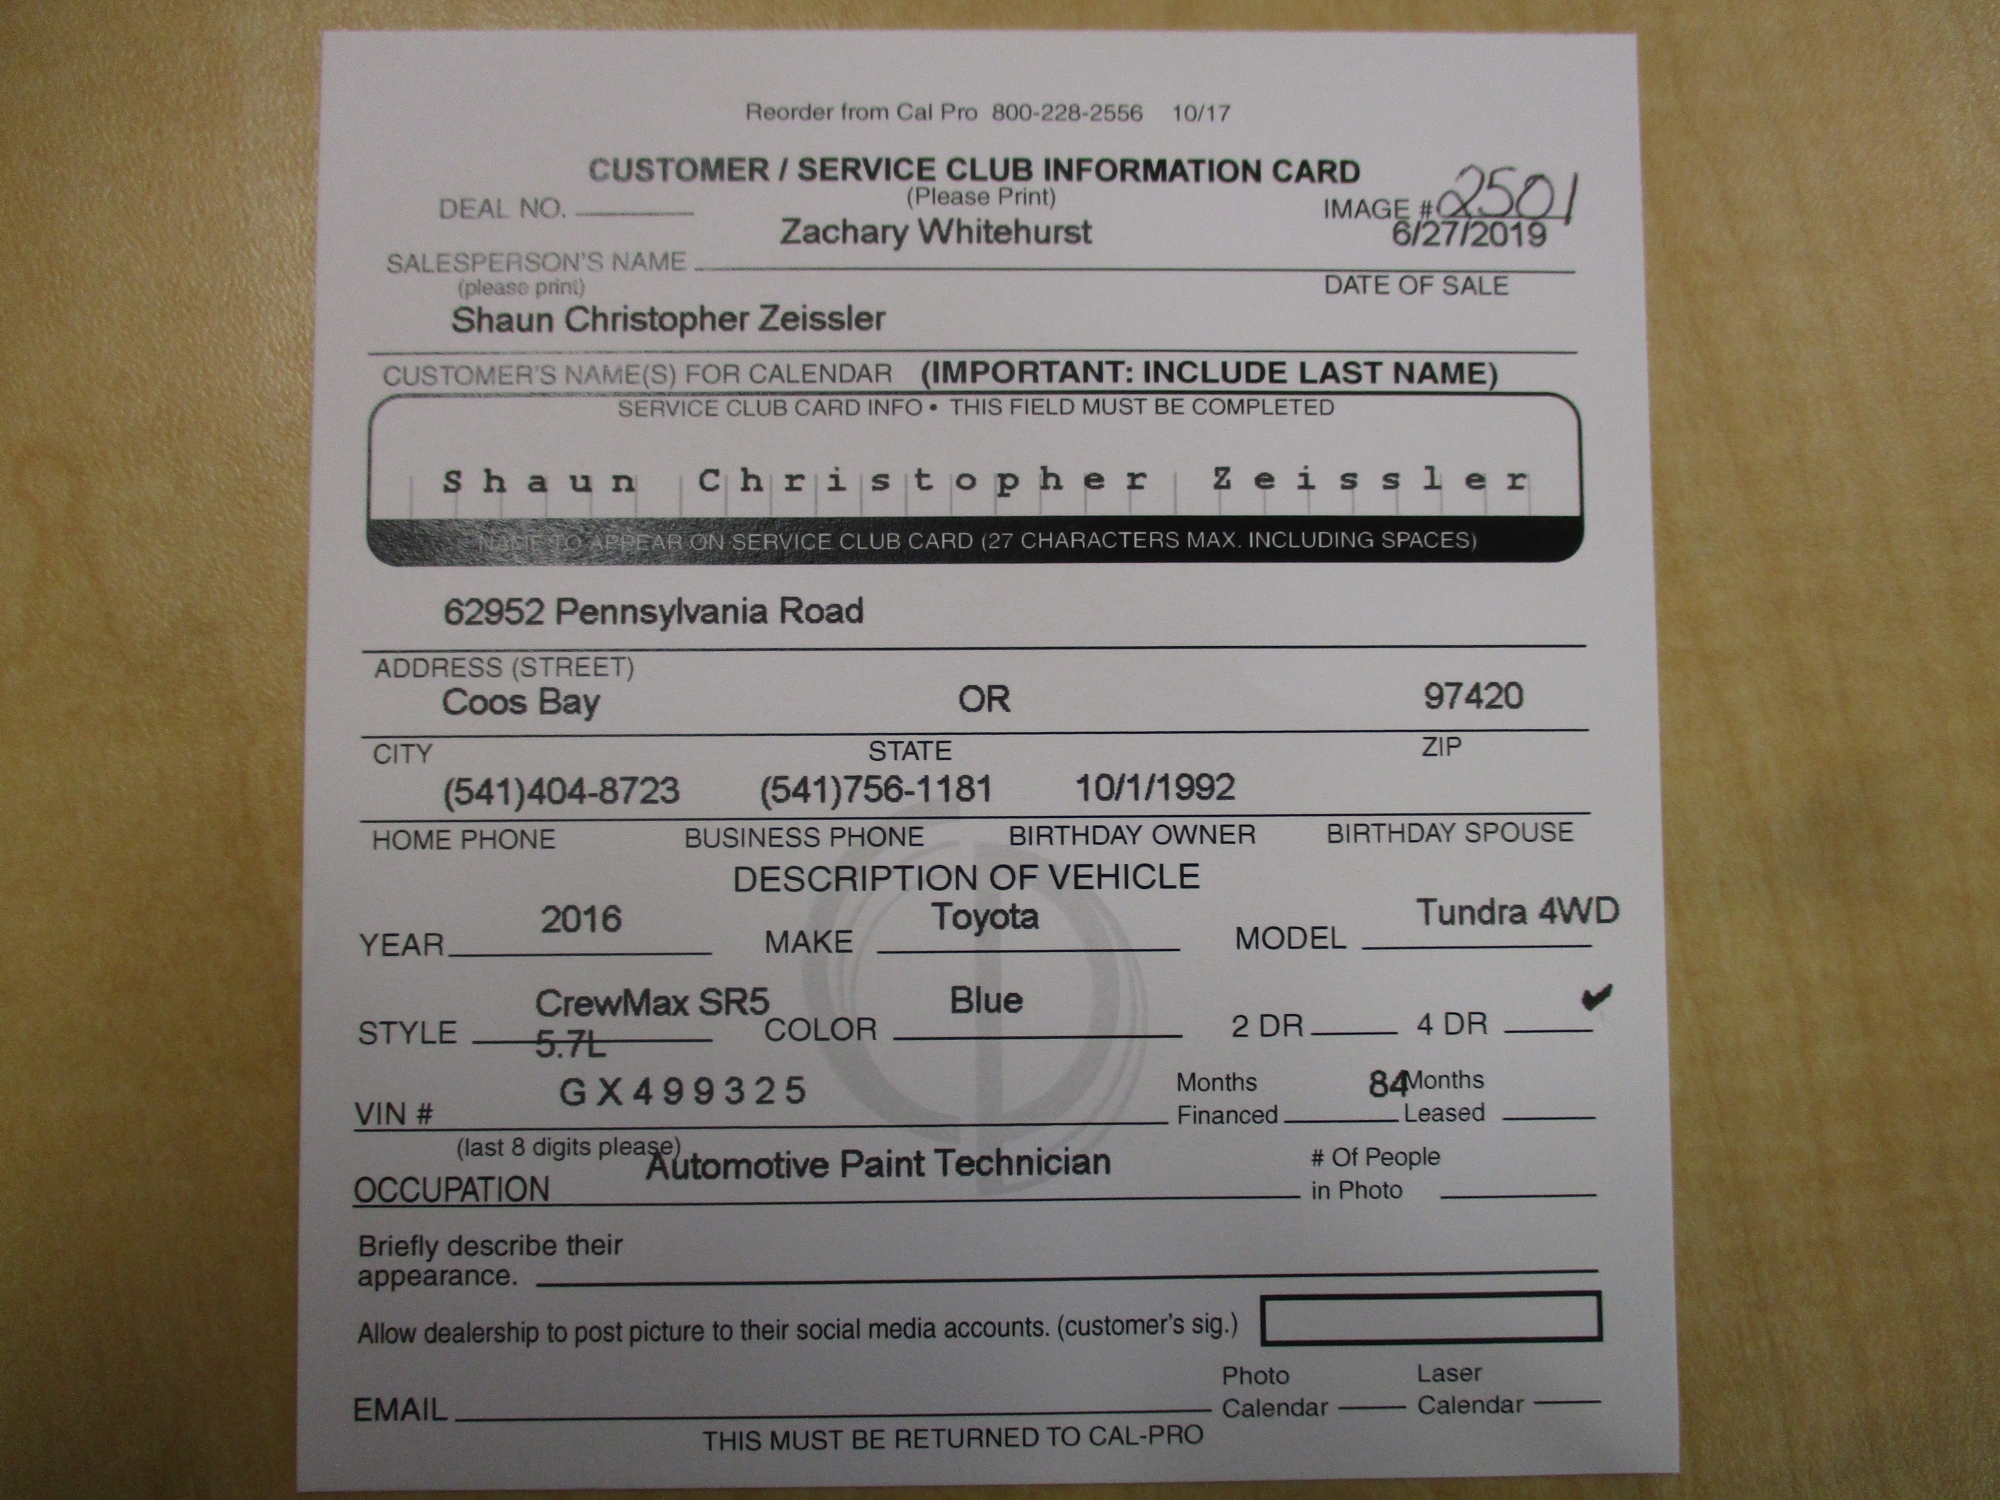 Reorder from Cal Pro 800-228-2556 10/17
CUSTOMER / SERVICE CLUB INFORMATION CARD
(Please Print)
DEAL NO. IMAGE # 2501
Zachary Whitehurst 6/27/2019
SALESPERSON'S NAME
(please print) DATE OF SALE
Shaun Christopher Zeissler
CUSTOMER'S NAME(S) FOR CALENDAR (IMPORTANT: INCLUDE LAST NAME)
SERVICE CLUB CARD INFO • THIS FIELD MUST BE COMPLETED
Shaun Christopher Zeissler
NAME TO APPEAR ON SERVICE CLUB CARD (27 CHARACTERS MAX. INCLUDING SPACES)
62952 Pennsylvania Road
ADDRESS (STREET)
Coos Bay OR 97420
CITY STATE ZIP
(541)404-8723 (541)756-1181 10/1/1992
HOME PHONE BUSINESS PHONE BIRTHDAY OWNER BIRTHDAY SPOUSE
DESCRIPTION OF VEHICLE
2016 Toyota Tundra 4WD
YEAR MAKE MODEL
CrewMax SR5 Blue ✔
STYLE 5.7L COLOR 2 DR 4 DR
GX499325 Months 84 Months
VIN # Financed Leased
(last 8 digits please)
Automotive Paint Technician # Of People
OCCUPATION in Photo
Briefly describe their
appearance.
Allow dealership to post picture to their social media accounts. (customer's sig.)
Photo Laser
EMAIL Calendar Calendar
THIS MUST BE RETURNED TO CAL-PRO